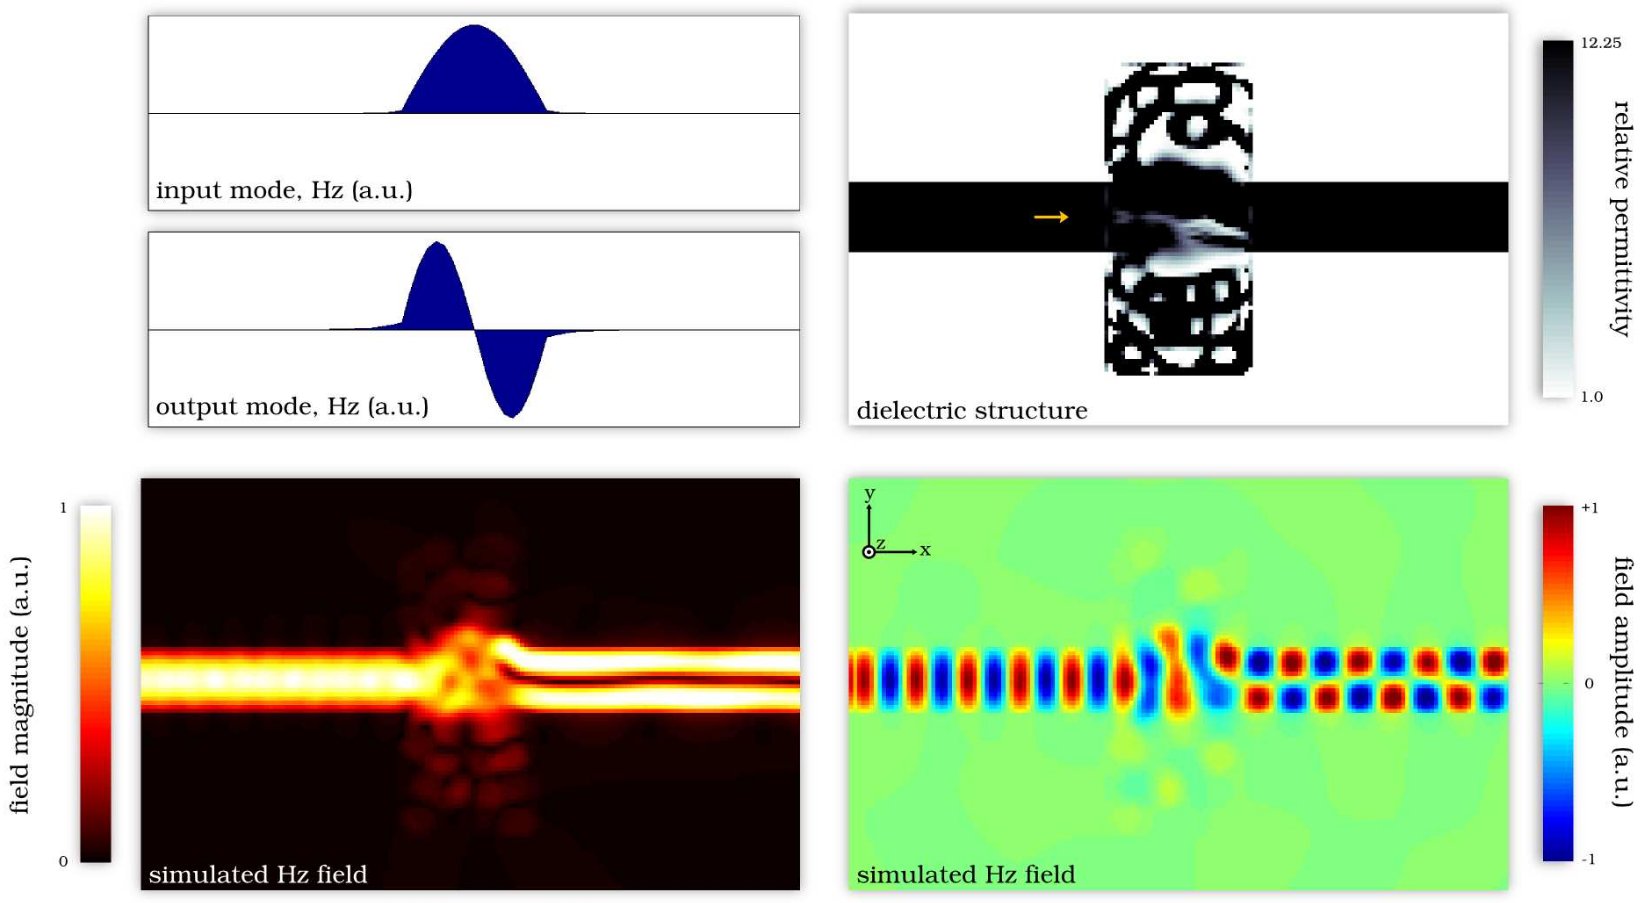 input mode, Hz (a.u.)
output mode, Hz (a.u.)
dielectric structure
12.25
relative permittivity
1.0
1
field magnitude (a.u.)
0
simulated Hz field
y
z
x
simulated Hz field
+1
0
field amplitude (a.u.)
-1